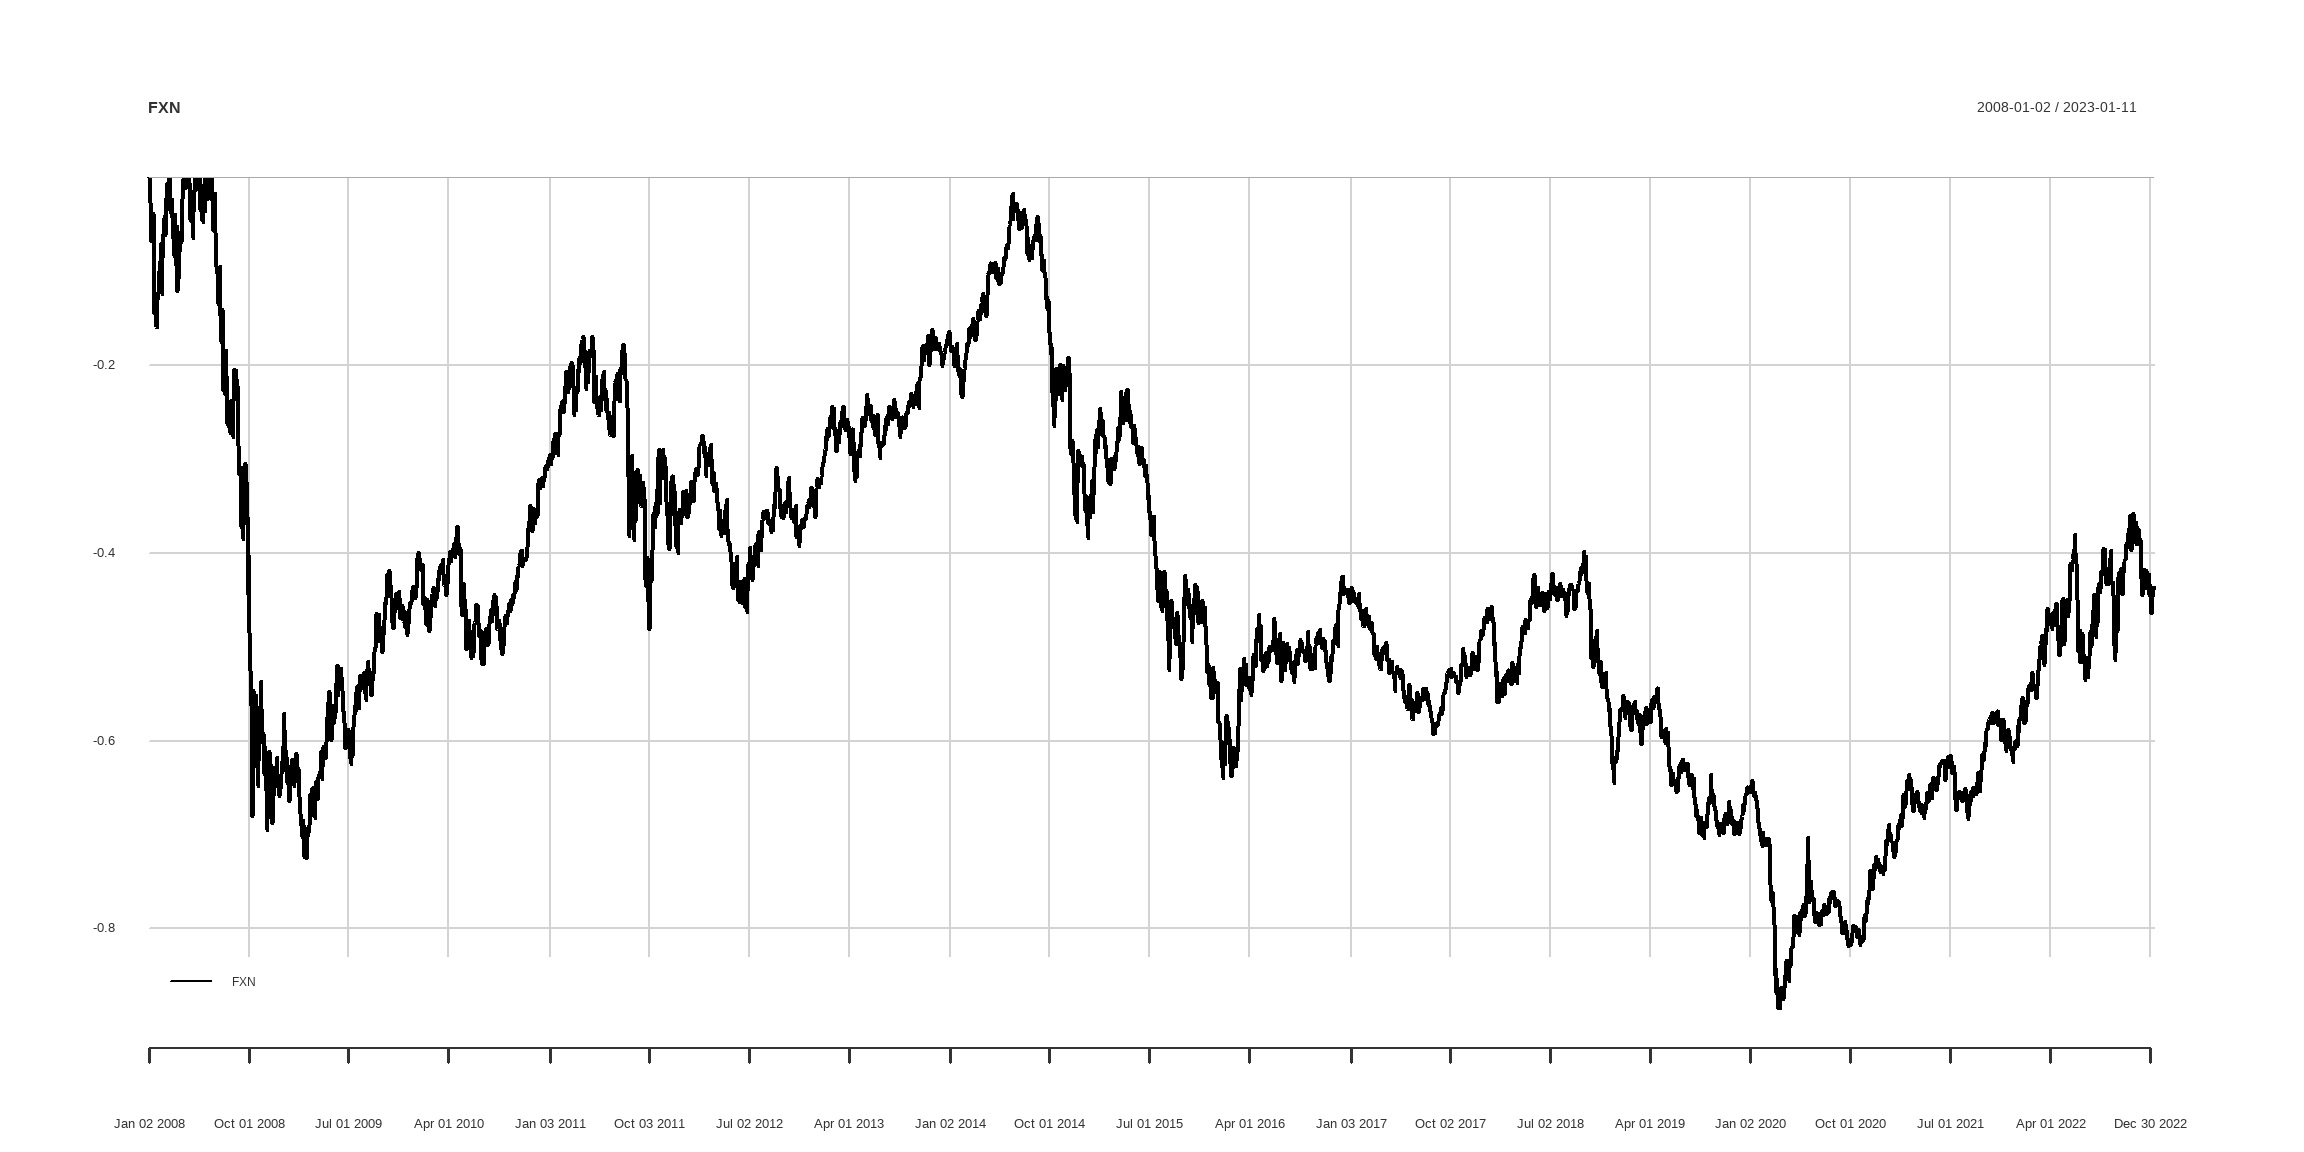 FXN 2008-01-02 / 2023-01-11
-0.2
-0.4
-0.6
-0.8
FXN
Jan 02 2008 Oct 01 2008 Jul 01 2009 Apr 01 2010 Jan 03 2011 Oct 03 2011 Jul 02 2012 Apr 01 2013 Jan 02 2014 Oct 01 2014 Jul 01 2015 Apr 01 2016 Jan 03 2017 Oct 02 2017 Jul 02 2018 Apr 01 2019 Jan 02 2020 Oct 01 2020 Jul 01 2021 Apr 01 2022 Dec 30 2022